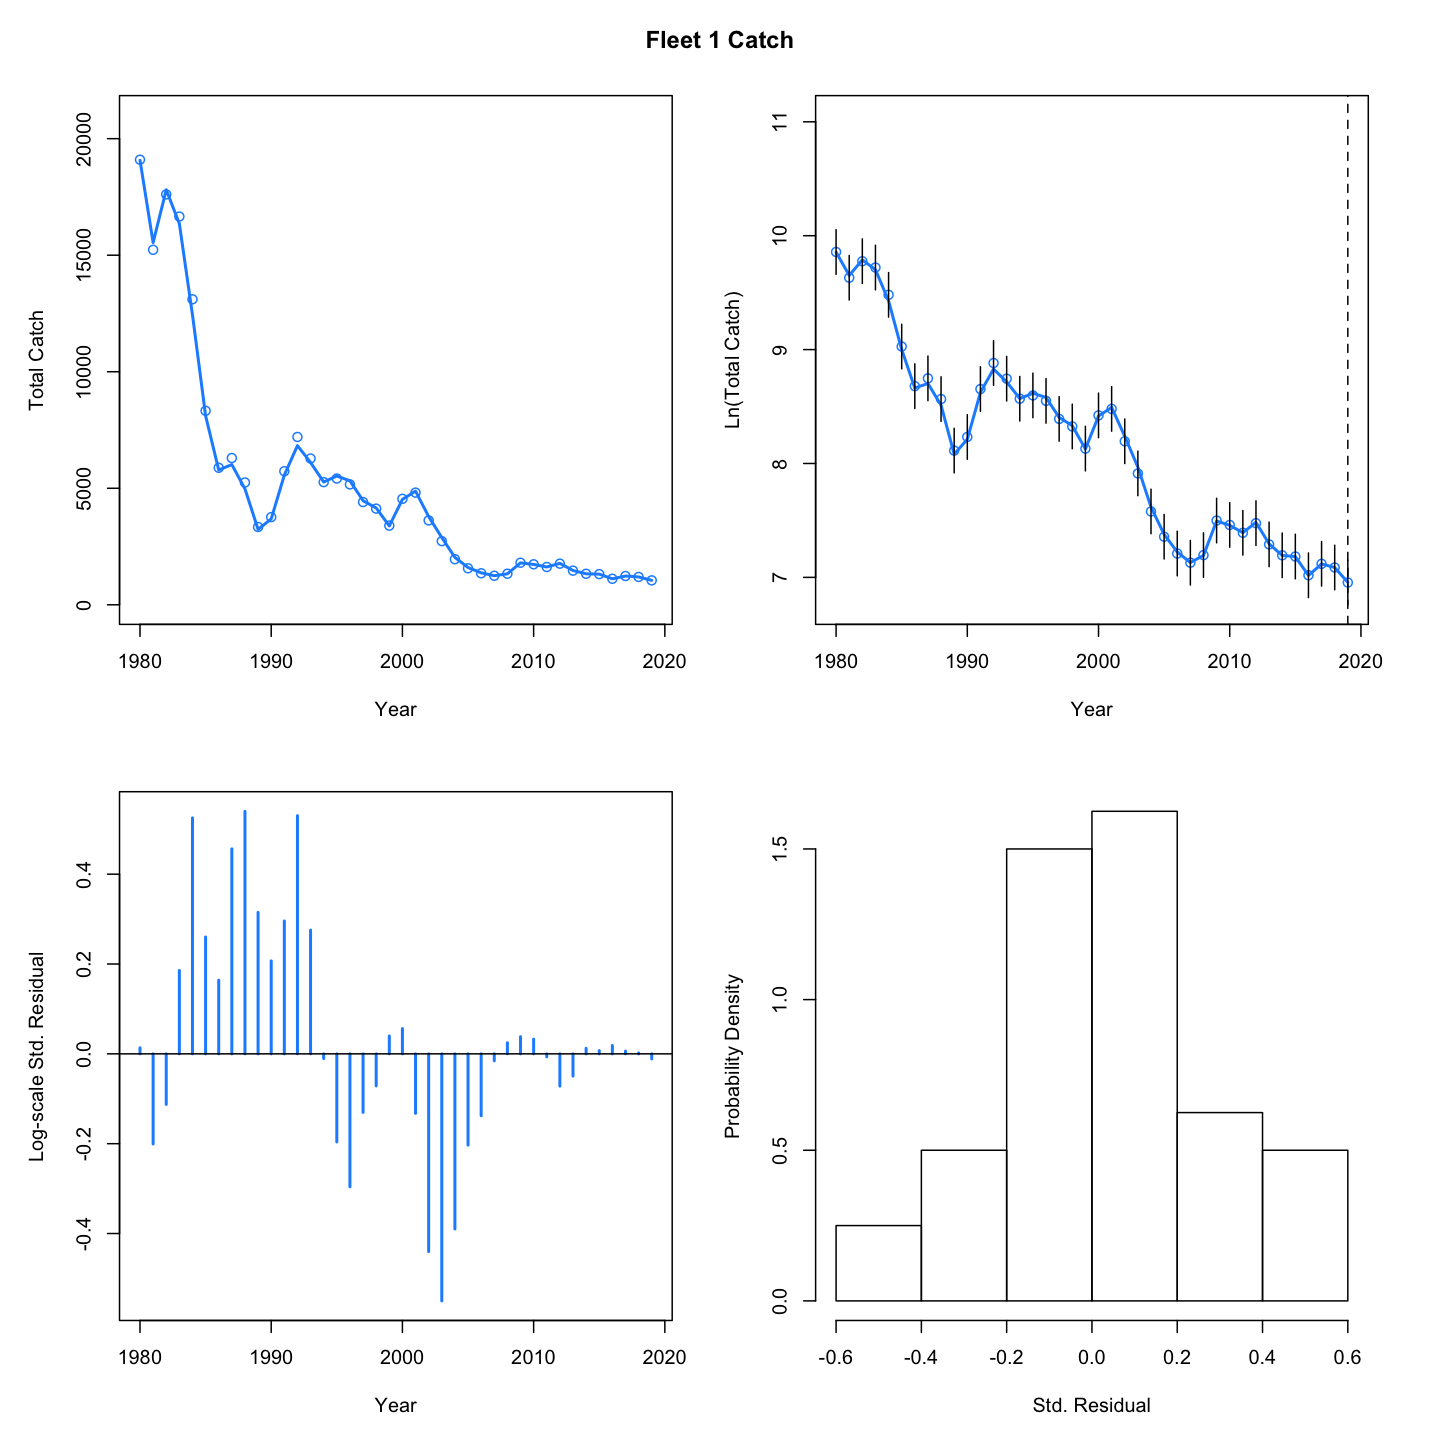 Fleet 1 Catch
Total Catch
20000
15000
10000
5000
0
1980 1990 2000 2010 2020
Year
Ln(Total Catch)
11
10
9
8
7
1980 1990 2000 2010 2020
Year
Log-scale Std. Residual
0.4
0.2
0.0
-0.2
-0.4
1980 1990 2000 2010 2020
Year
Probability Density
1.5
1.0
0.5
0.0
-0.6 -0.4 -0.2 0.0 0.2 0.4 0.6
Std. Residual